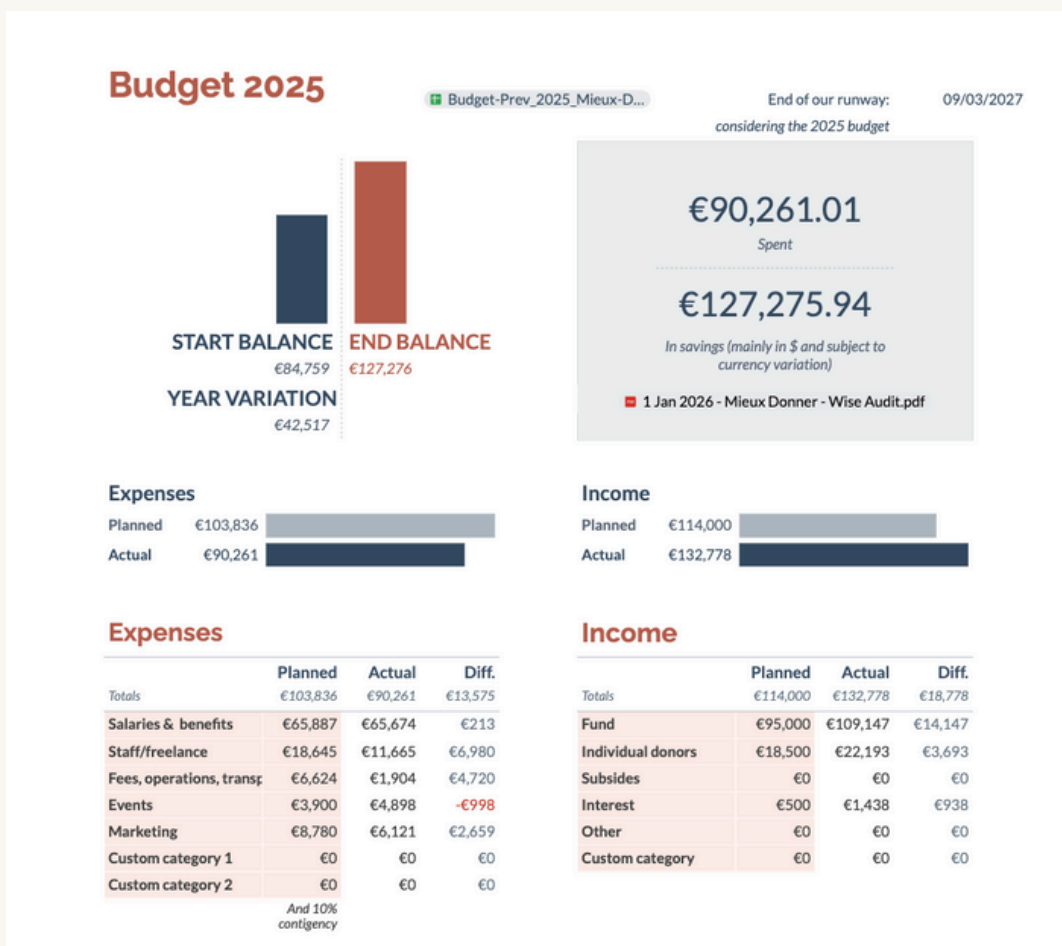 Budget 2025
Budget-Prev_2025_Mieux-D...
End of our runway: 09/03/2027
considering the 2025 budget
START BALANCE
€84,759
END BALANCE
€127,276
YEAR VARIATION
€42,517
€90,261.01
Spent
€127,275.94
In savings (mainly in $ and subject to
currency variation)
1 Jan 2026 - Mieux Donner - Wise Audit.pdf
Expenses
Planned €103,836
Actual €90,261
Income
Planned €114,000
Actual €132,778
Expenses
Planned Actual Diff.
Totals €103,836 €90,261 €13,575
Salaries & benefits €65,887 €65,674 €213
Staff/freelance €18,645 €11,665 €6,980
Fees, operations, transp €6,624 €1,904 €4,720
Events €3,900 €4,898 -€998
Marketing €8,780 €6,121 €2,659
Custom category 1 €0 €0 €0
Custom category 2 €0 €0 €0
And 10%
contigency
Income
Planned Actual Diff.
Totals €114,000 €132,778 €18,778
Fund €95,000 €109,147 €14,147
Individual donors €18,500 €22,193 €3,693
Subsides €0 €0 €0
Interest €500 €1,438 €938
Other €0 €0 €0
Custom category €0 €0 €0